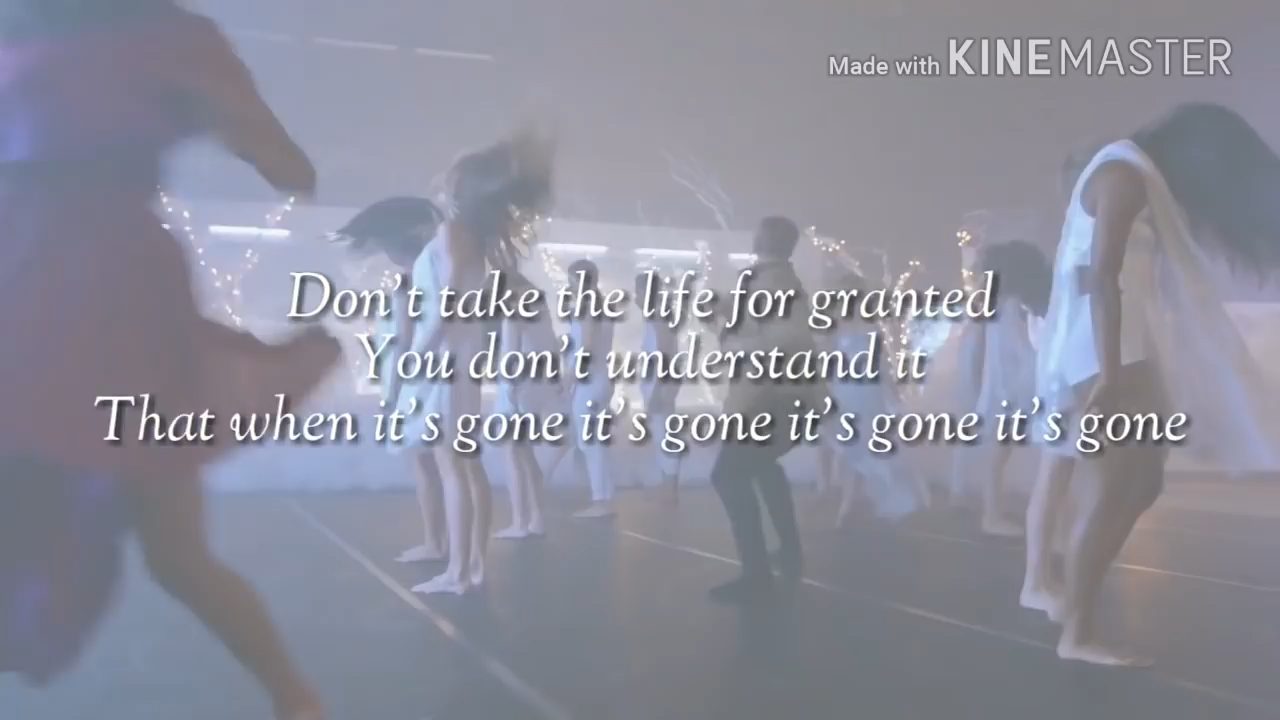 Made with KINEMASTER
Don't take the life for granted
You don't understand it
That when it's gone it's gone it's gone it's gone